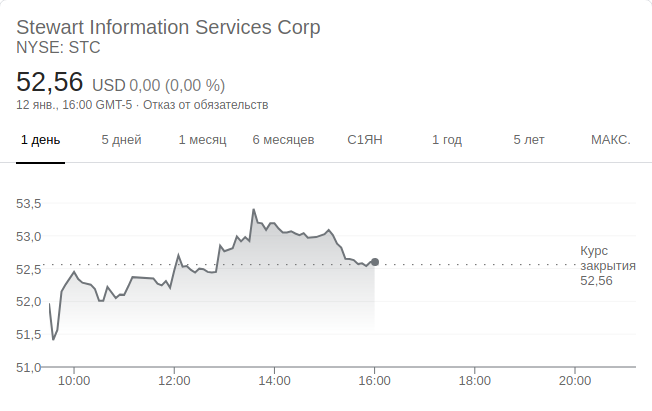 Stewart Information Services Corp
NYSE: STC
52,56 USD 0,00 (0,00 %)
12 янв., 16:00 GMT-5 · Отказ от обязательств
1 день 5 дней 1 месяц 6 месяцев С1ЯН 1 год 5 лет МАКС.
53,5
53,0
52,5
52,0
51,5
51,0
Курс
закрытия
52,56
10:00 12:00 14:00 16:00 18:00 20:00